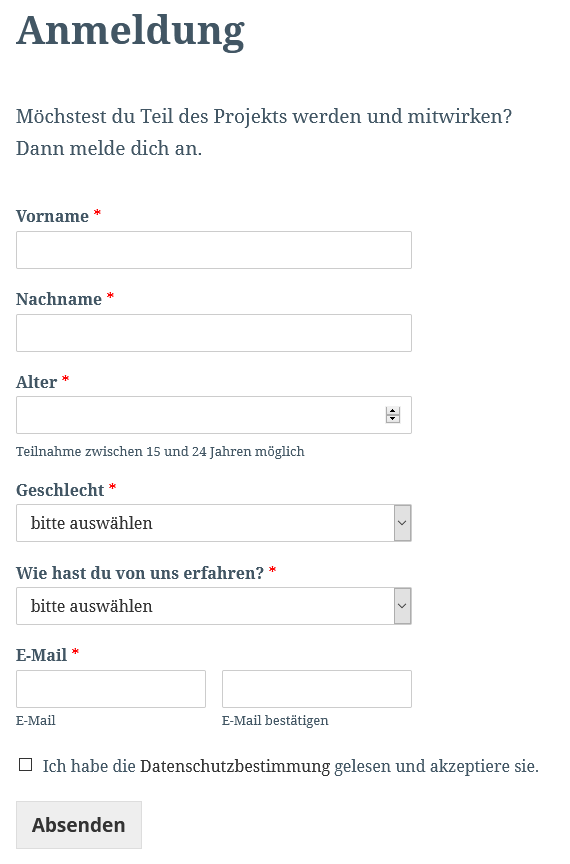 Anmeldung
Möchstest du Teil des Projekts werden und mitwirken?
Dann melde dich an.
Vorname *
Nachname *
Alter *
Teilnahme zwischen 15 und 24 Jahren möglich
Geschlecht *
bitte auswählen
Wie hast du von uns erfahren? *
bitte auswählen
E-Mail *
E-Mail
E-Mail bestätigen
Ich habe die Datenschutzbestimmung gelesen und akzeptiere sie.
Absenden